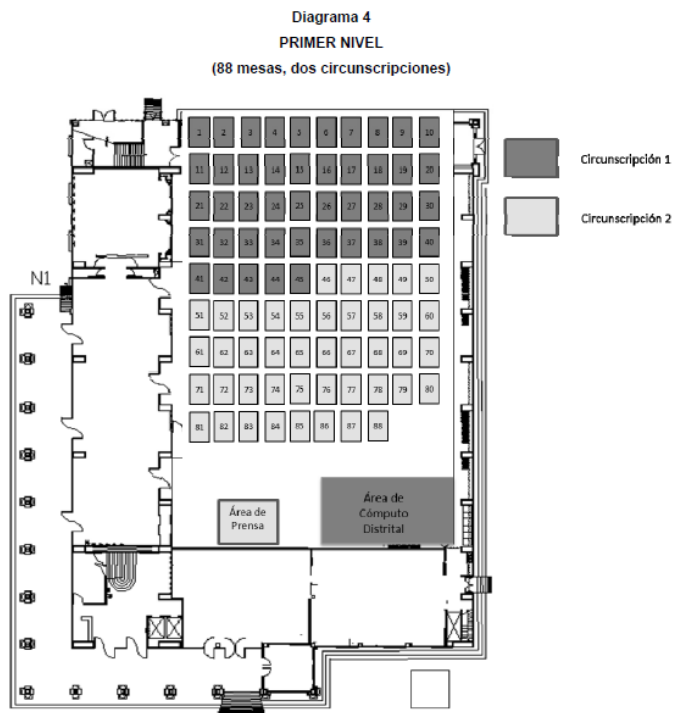 Diagrama 4
PRIMER NIVEL
(88 mesas, dos circunscripciones)
1 2 3 4 5 6 7 8 9 10
Circunscripción 1
11 12 13 14 15 16 17 18 19 20
21 22 23 24 25 26 27 28 29 30
Circunscripción 2
31 32 33 34 35 36 37 38 39 40
N1
41 42 43 44 45 46 47 48 49 50
51 52 53 54 55 56 57 58 59 60
61 62 63 64 65 66 67 68 69 70
71 72 73 74 75 76 77 78 79 80
81 82 83 84 85 86 87 88
Área de
Prensa
Área de
Cómputo
Distrital